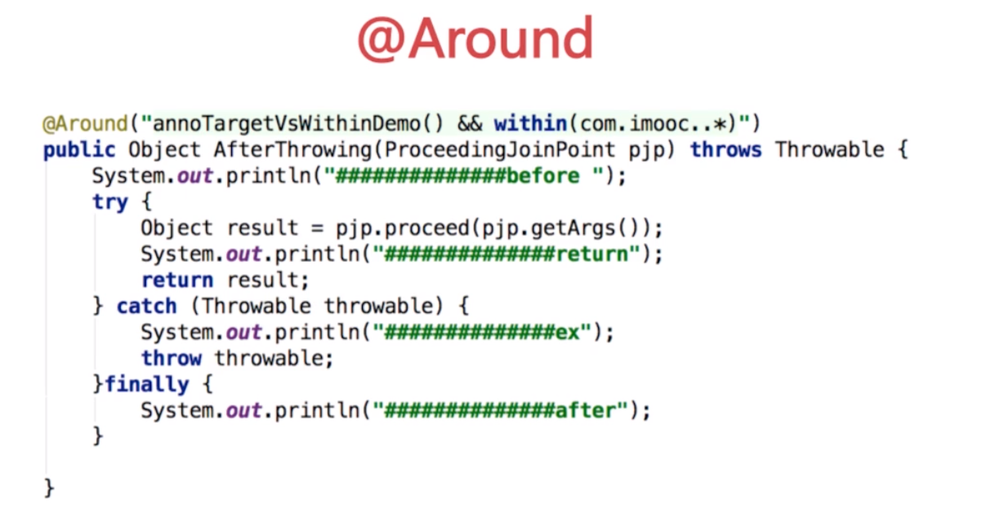 @Around
@Around("annoTargetVsWithinDemo() && within(com.imooc..*)")
public Object AfterThrowing(ProceedingJoinPoint pjp) throws Throwable {
System.out.println("##############before ");
try {
Object result = pjp.proceed(pjp.getArgs());
System.out.println("##############return");
return result;
} catch (Throwable throwable) {
System.out.println("##############ex");
throw throwable;
}finally {
System.out.println("##############after");
}
}